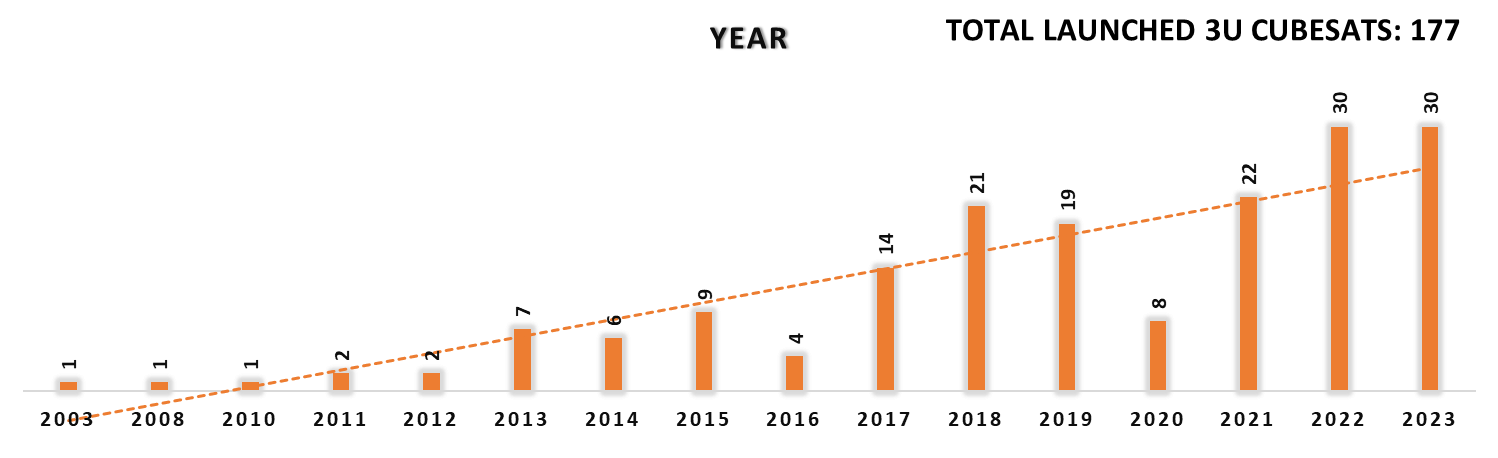 YEAR
TOTAL LAUNCHED 3U CUBESATS: 177
1 1 1 2 2 7 6 9 4 14 21 19 8 22 30 30
2003 2008 2010 2011 2012 2013 2014 2015 2016 2017 2018 2019 2020 2021 2022 2023